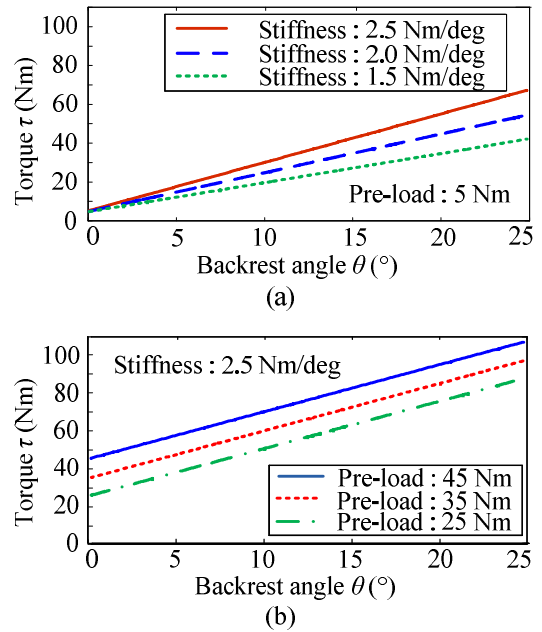 Stiffness : 2.5 Nm/deg
Stiffness : 2.0 Nm/deg
Stiffness : 1.5 Nm/deg
100
80
60
40
20
0
Torque τ (Nm)
Pre-load : 5 Nm
0 5 10 15 20 25
Backrest angle θ (°)
(a)
Stiffness : 2.5 Nm/deg
100
80
60
40
20
0
Torque τ (Nm)
Pre-load : 45 Nm
Pre-load : 35 Nm
Pre-load : 25 Nm
0 5 10 15 20 25
Backrest angle θ (°)
(b)